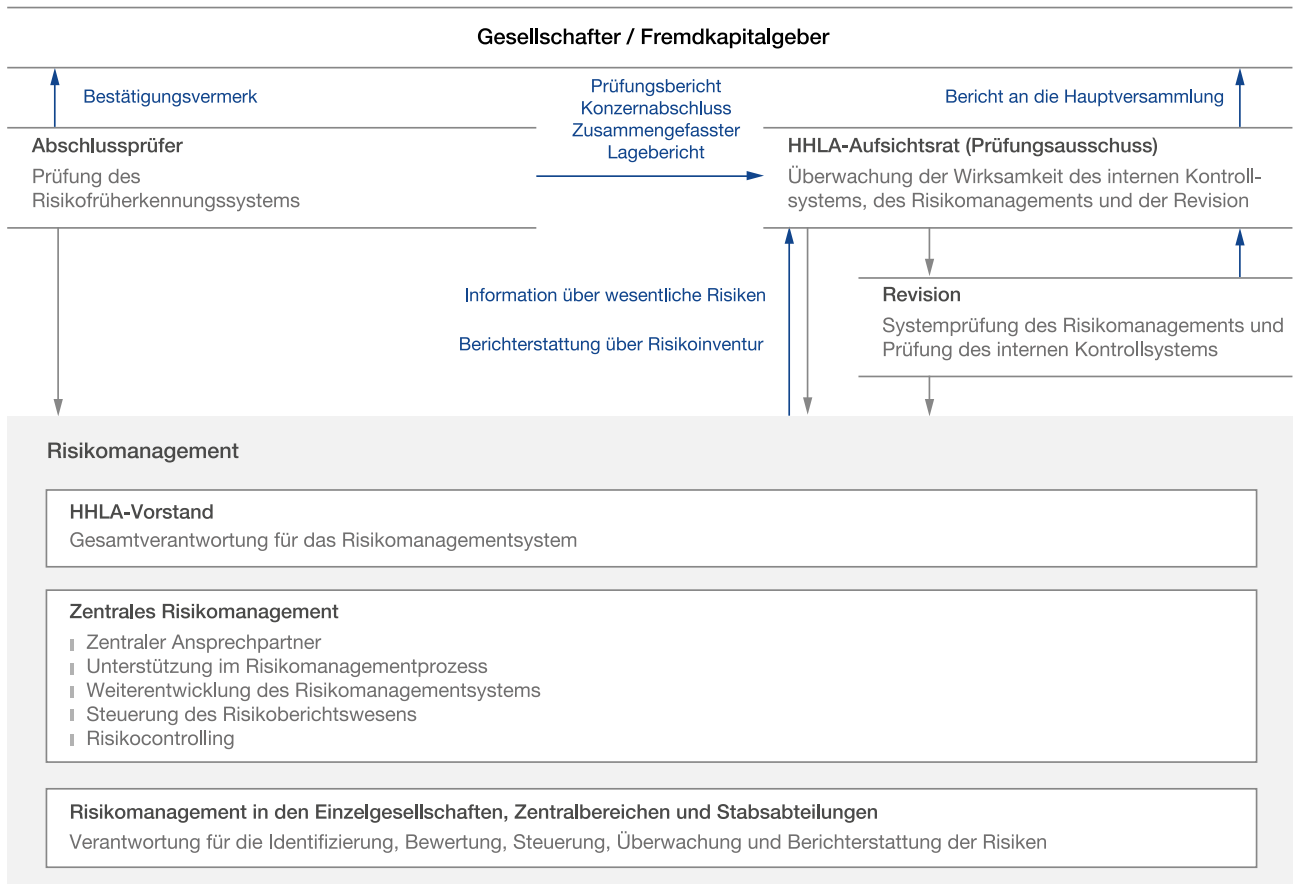 Gesellschafter / Fremdkapitalgeber
Bestätigungsvermerk
Prüfungsbericht
Konzernabschluss
Zusammengefasster
Lagebericht
Bericht an die Hauptversammlung
Abschlussprüfer
Prüfung des
Risikofrüherkennungssystems
HHLA-Aufsichtsrat (Prüfungsausschuss)
Überwachung der Wirksamkeit des internen Kontroll-
systems, des Risikomanagements und der Revision
Information über wesentliche Risiken
Berichterstattung über Risikoinventur
Revision
Systemprüfung des Risikomanagements und
Prüfung des internen Kontrollsystems
Risikomanagement
HHLA-Vorstand
Gesamtverantwortung für das Risikomanagementsystem
Zentrales Risikomanagement
Zentraler Ansprechpartner
Unterstützung im Risikomanagementprozess
Weiterentwicklung des Risikomanagementsystems
Steuerung des Risikoberichtswesens
Risikocontrolling
Risikomanagement in den Einzelgesellschaften, Zentralbereichen und Stabsabteilungen
Verantwortung für die Identifizierung, Bewertung, Steuerung, Überwachung und Berichterstattung der Risiken